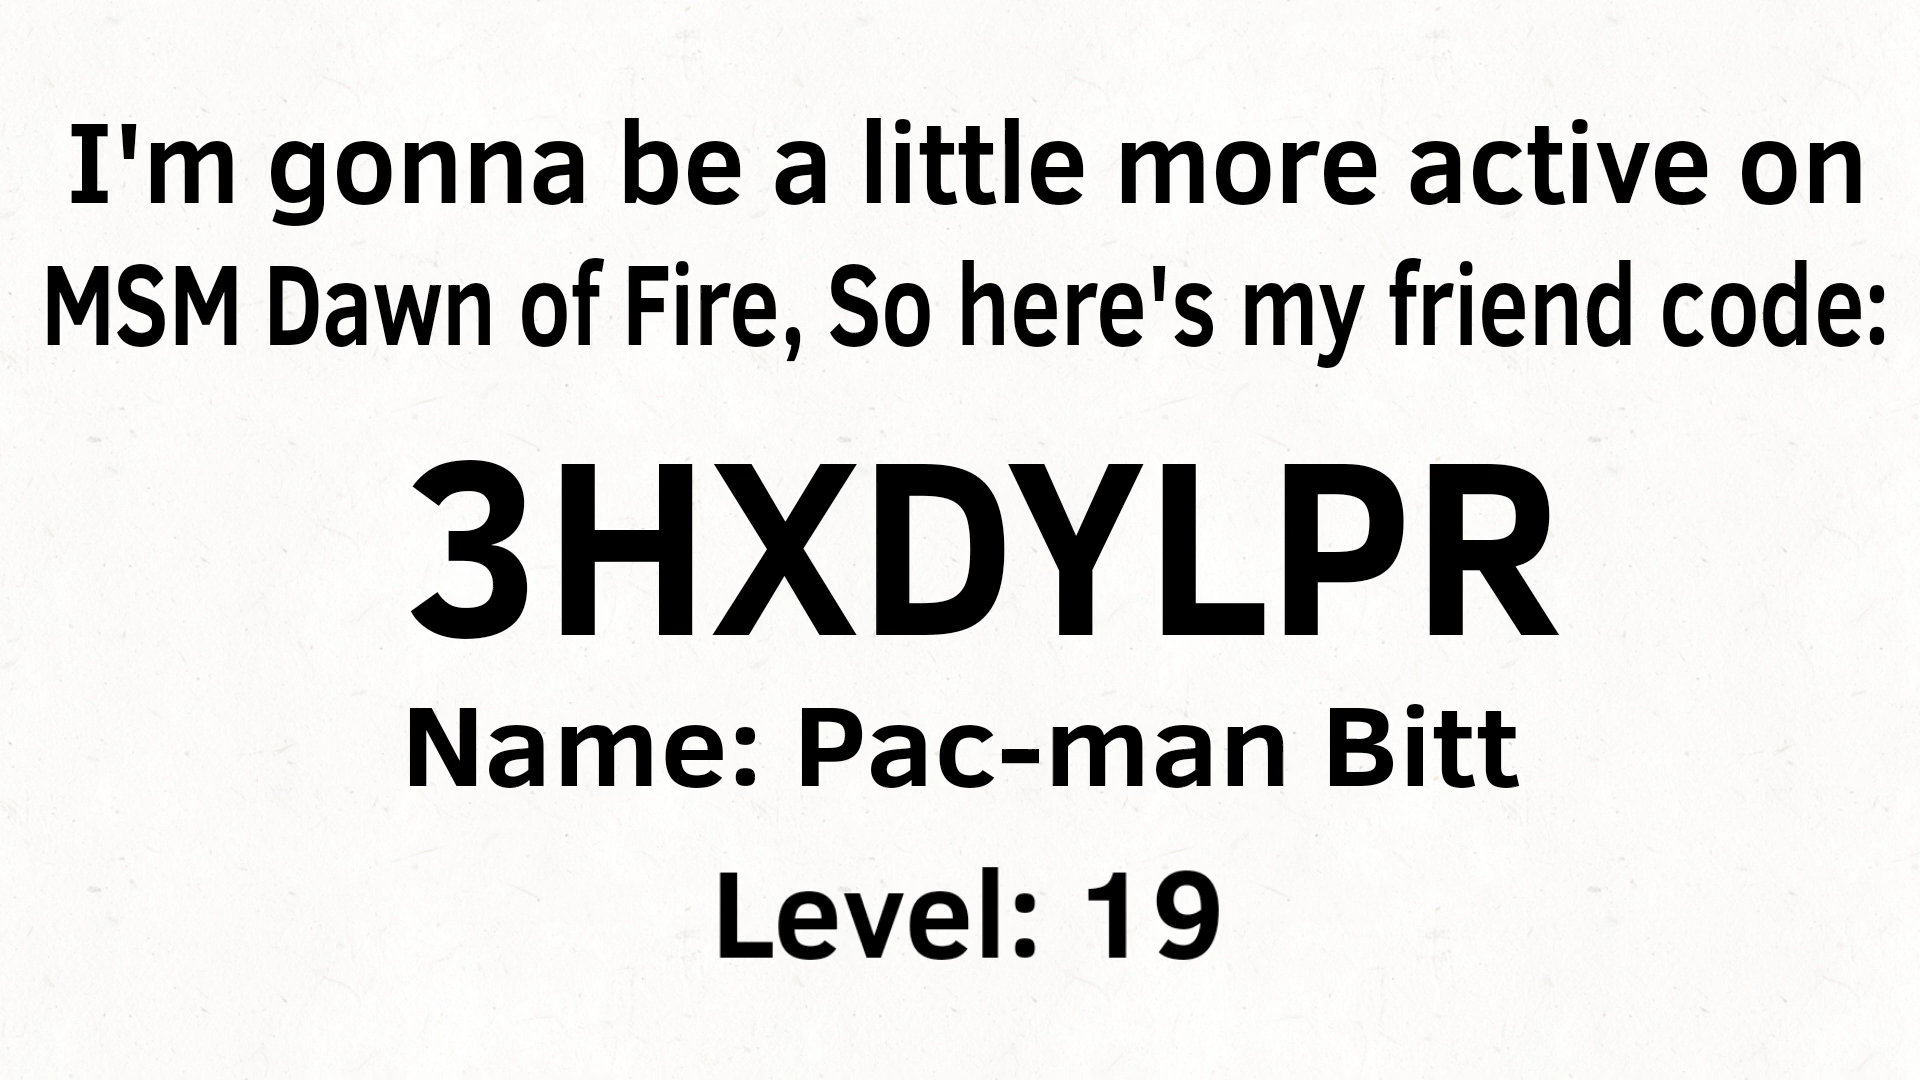 I'm gonna be a little more active on
MSM Dawn of Fire, So here's my friend code:
3HXDYLPR
Name: Pac-man Bitt
Level: 19